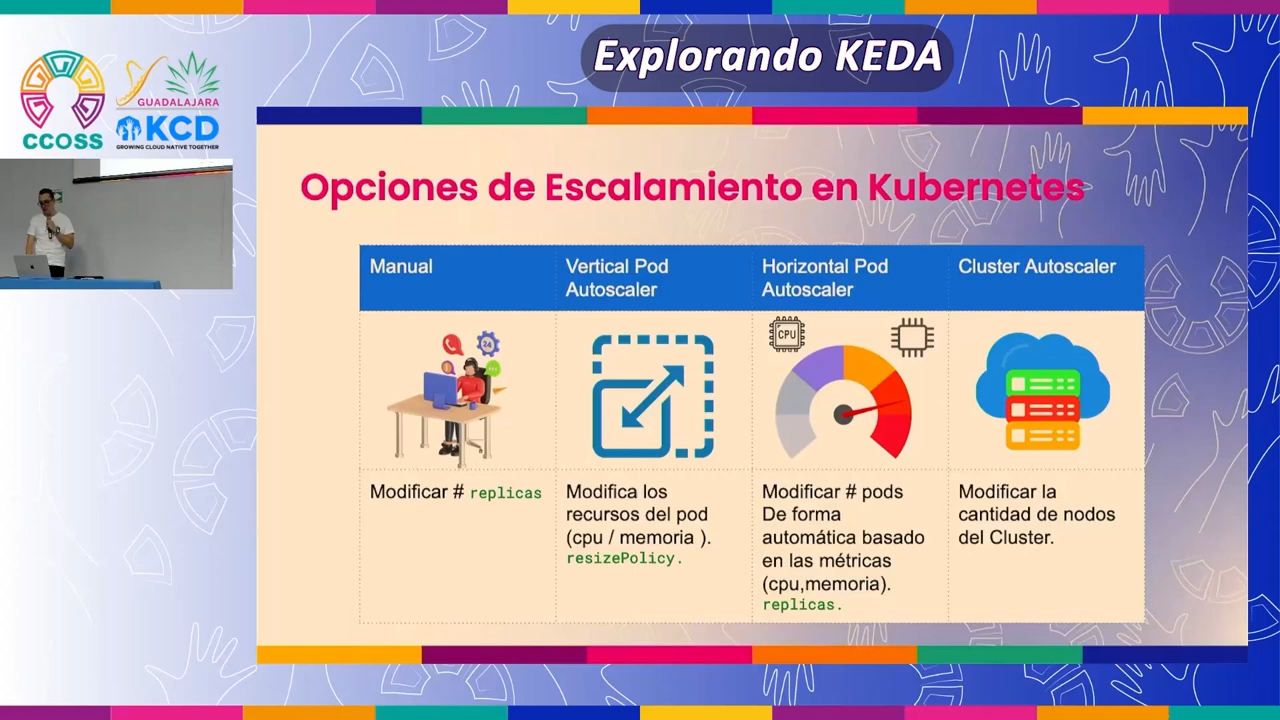 Explorando KEDA
CCOSS
GUADALAJARA
KCD
GROWING CLOUD NATIVE TOGETHER
Opciones de Escalamiento en Kubernetes
Manual
Vertical Pod
Autoscaler
Horizontal Pod
Autoscaler
Cluster Autoscaler
24
CPU
Modificar # replicas
Modifica los
recursos del pod
(cpu / memoria ).
resizePolicy.
Modificar # pods
De forma
automática basado
en las métricas
(cpu,memoria).
replicas.
Modificar la
cantidad de nodos
del Cluster.